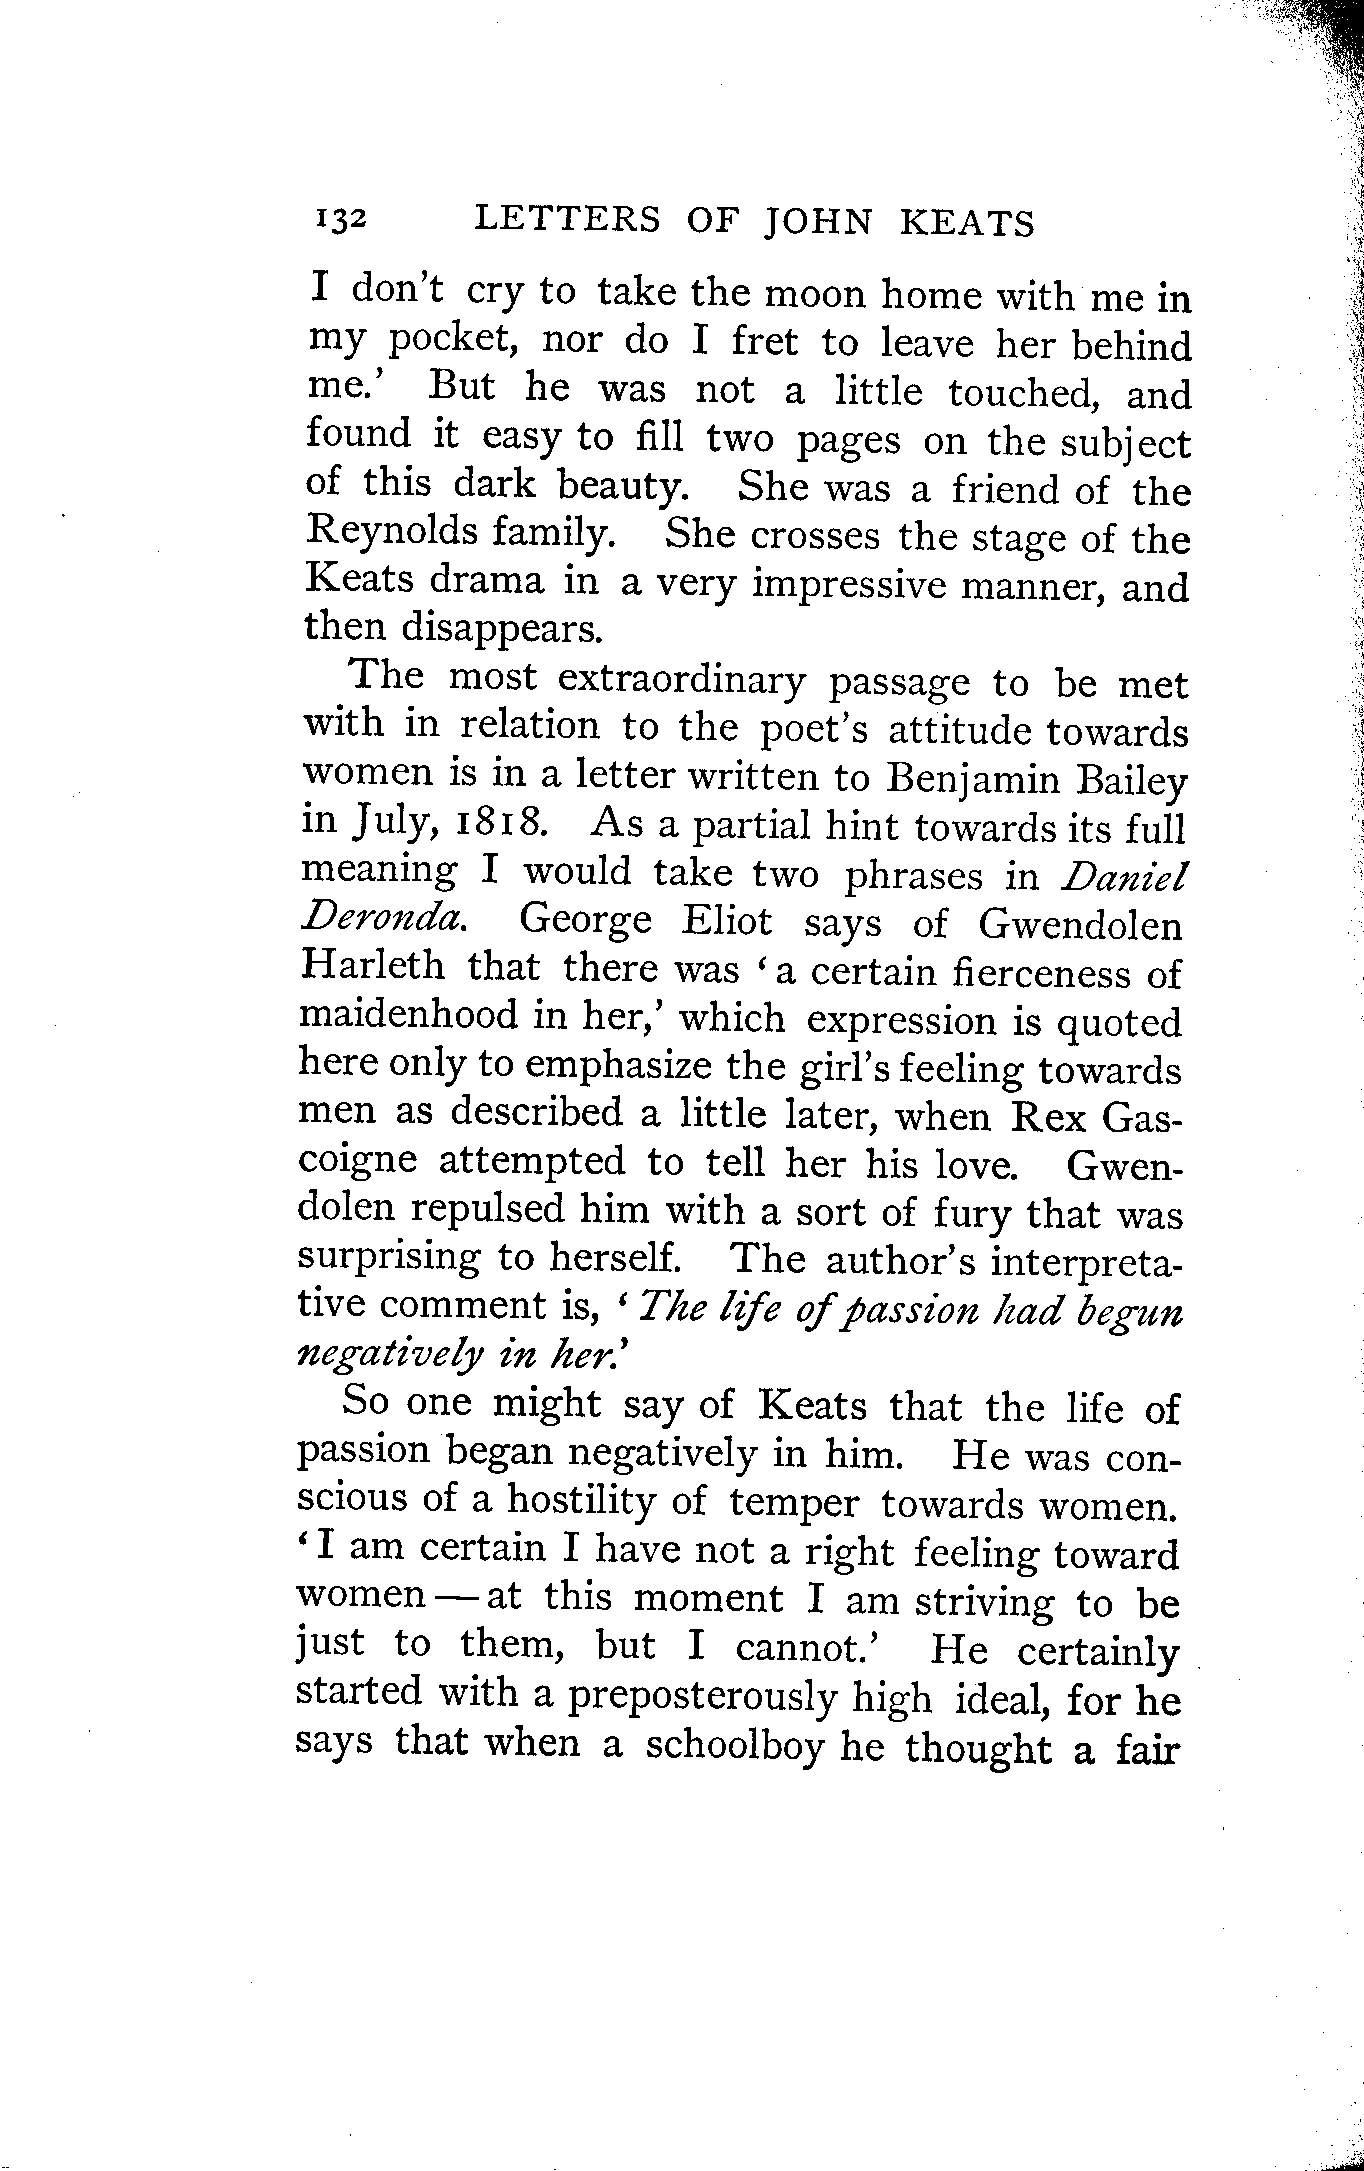 132 LETTERS OF JOHN KEATS
I don't cry to take the moon home with me in
my pocket, nor do I fret to leave her behind
me.' But he was not a little touched, and
found it easy to fill two pages on the subject
of this dark beauty. She was a friend of the
Reynolds family. She crosses the stage of the
Keats drama in a very impressive manner, and
then disappears.
The most extraordinary passage to be met
with in relation to the poet's attitude towards
women is in a letter written to Benjamin Bailey
in July, 1818. As a partial hint towards its full
meaning I would take two phrases in Daniel
Deronda. George Eliot says of Gwendolen
Harleth that there was 'a certain fierceness of
maidenhood in her,' which expression is quoted
here only to emphasize the girl's feeling towards
men as described a little later, when Rex Gas-
coigne attempted to tell her his love. Gwen-
dolen repulsed him with a sort of fury that was
surprising to herself. The author's interpreta-
tive comment is, 'The life of passion had begun
negatively in her.'
So one might say of Keats that the life of
passion began negatively in him. He was con-
scious of a hostility of temper towards women.
'I am certain I have not a right feeling toward
women — at this moment I am striving to be
just to them, but I cannot.' He certainly
started with a preposterously high ideal, for he
says that when a schoolboy he thought a fair